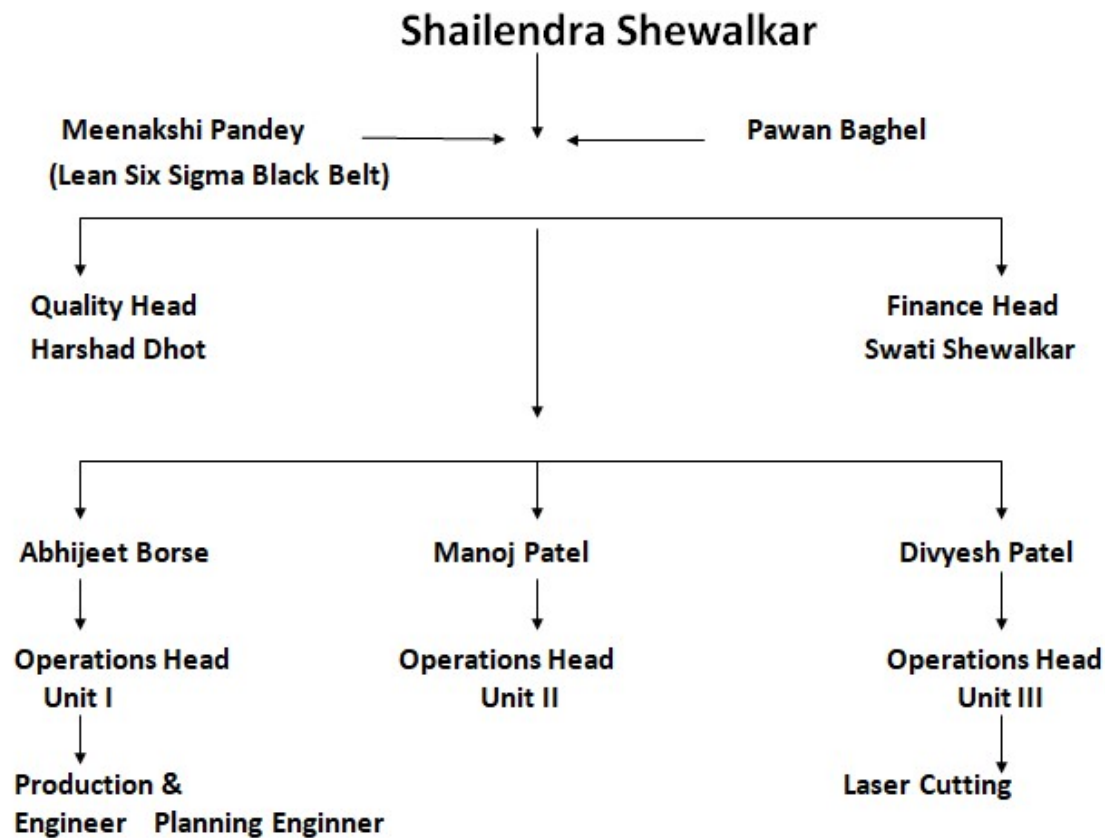 Shailendra Shewalkar
Meenakshi Pandey
(Lean Six Sigma Black Belt)
Pawan Baghel
Quality Head
Harshad Dhot
Finance Head
Swati Shewalkar
Abhijeet Borse
Manoj Patel
Divyesh Patel
Operations Head
Unit I
Operations Head
Unit II
Operations Head
Unit III
Production &
Engineer Planning Enginner
Laser Cutting